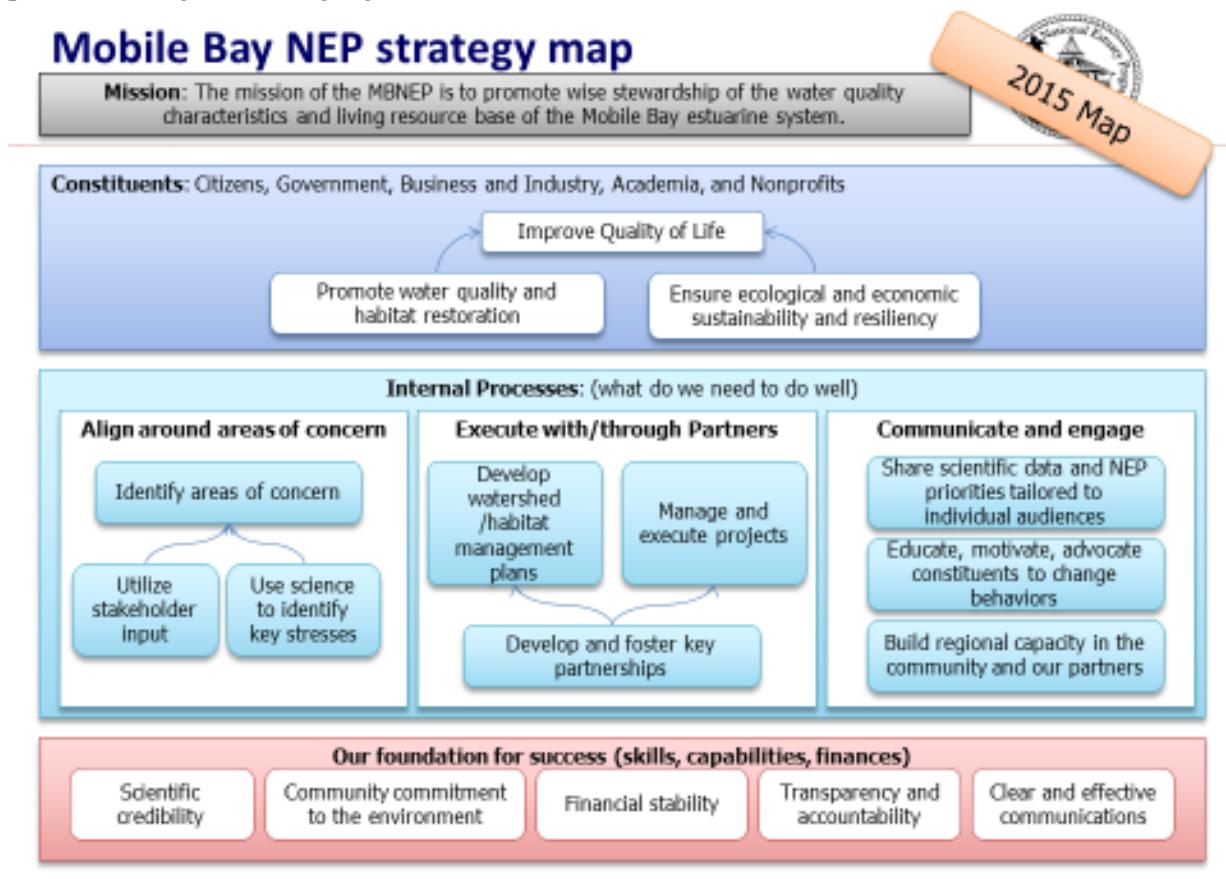 Mobile Bay NEP strategy map
2015 Map
National Estuary
Mission: The mission of the MBNEP is to promote wise stewardship of the water quality
characteristics and living resource base of the Mobile Bay estuarine system.
Constituents: Citizens, Government, Business and Industry, Academia, and Nonprofits
Improve Quality of Life
Promote water quality and
habitat restoration
Ensure ecological and economic
sustainability and resiliency
Internal Processes: (what do we need to do well)
Align around areas of concern
Identify areas of concern
Utilize
stakeholder
input
Use science
to identify
key stresses
Execute with/through Partners
Develop
watershed
/habitat
management
plans
Manage and
execute projects
Develop and foster key
partnerships
Communicate and engage
Share scientific data and NEP
priorities tailored to
individual audiences
Educate, motivate, advocate
constituents to change
behaviors
Build regional capacity in the
community and our partners
Our foundation for success (skills, capabilities, finances)
Scientific
credibility
Community commitment
to the environment
Financial stability
Transparency and
accountability
Clear and effective
communications